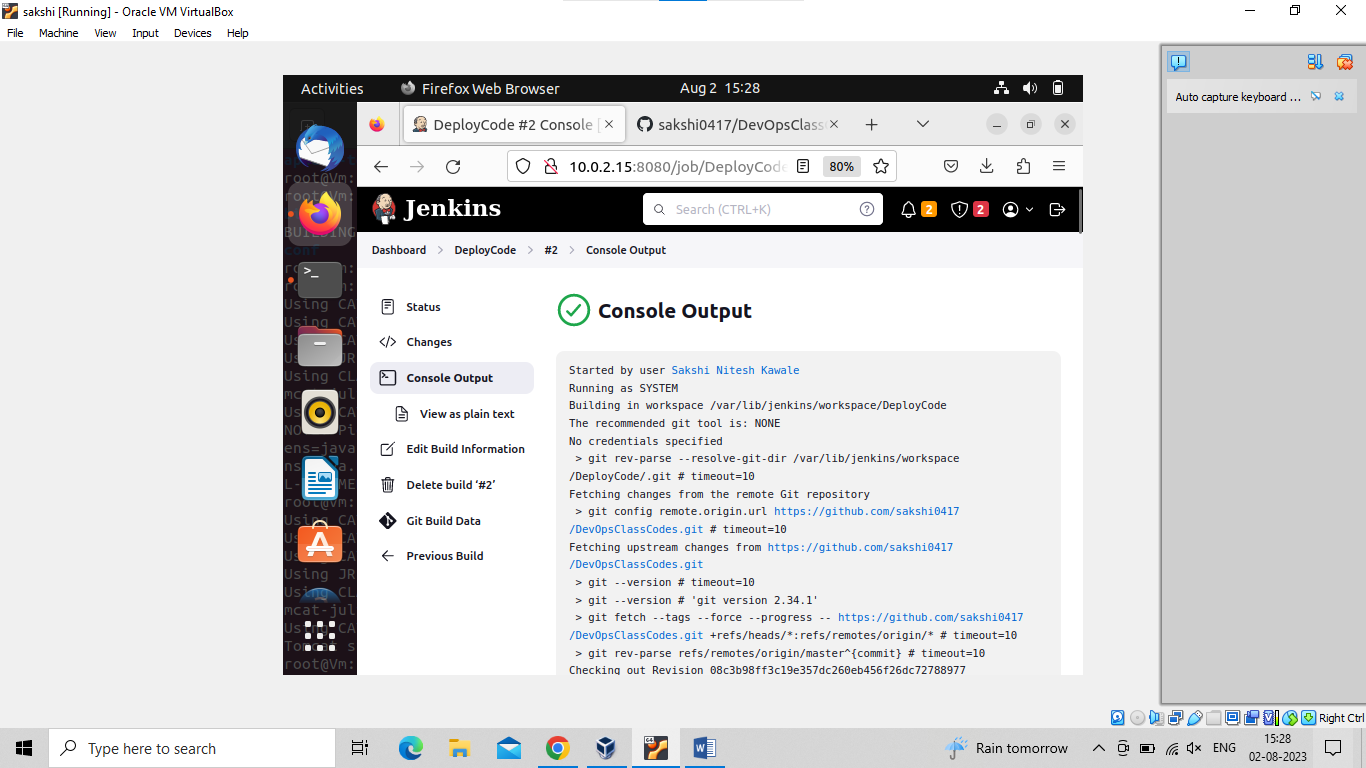 sakshi [Running] - Oracle VM VirtualBox
File Machine View Input Devices Help
Auto capture keyboard ...
Activities
Firefox Web Browser
Aug 2 15:28
DeployCode #2 Console [
sakshi0417/DevOpsClass
10.0.2.15:8080/job/DeployCode
80%
Jenkins
Search (CTRL+K)
2
2
Dashboard
DeployCode
#2
Console Output
Status
Changes
Console Output
View as plain text
Edit Build Information
Delete build ‘#2’
Git Build Data
Previous Build
Console Output
Started by user Sakshi Nitesh Kawale
Running as SYSTEM
Building in workspace /var/lib/jenkins/workspace/DeployCode
The recommended git tool is: NONE
No credentials specified
> git rev-parse --resolve-git-dir /var/lib/jenkins/workspace
/DeployCode/.git # timeout=10
Fetching changes from the remote Git repository
> git config remote.origin.url https://github.com/sakshi0417
/DevOpsClassCodes.git # timeout=10
Fetching upstream changes from https://github.com/sakshi0417
/DevOpsClassCodes.git
> git --version # timeout=10
> git --version # 'git version 2.34.1'
> git fetch --tags --force --progress -- https://github.com/sakshi0417
/DevOpsClassCodes.git +refs/heads/*:refs/remotes/origin/* # timeout=10
> git rev-parse refs/remotes/origin/master^{commit} # timeout=10
Checking out Revision 08c3b98ff3c19e357dc260eb456f26dc72788977
Right Ctrl
Type here to search
Rain tomorrow
ENG
15:28
02-08-2023